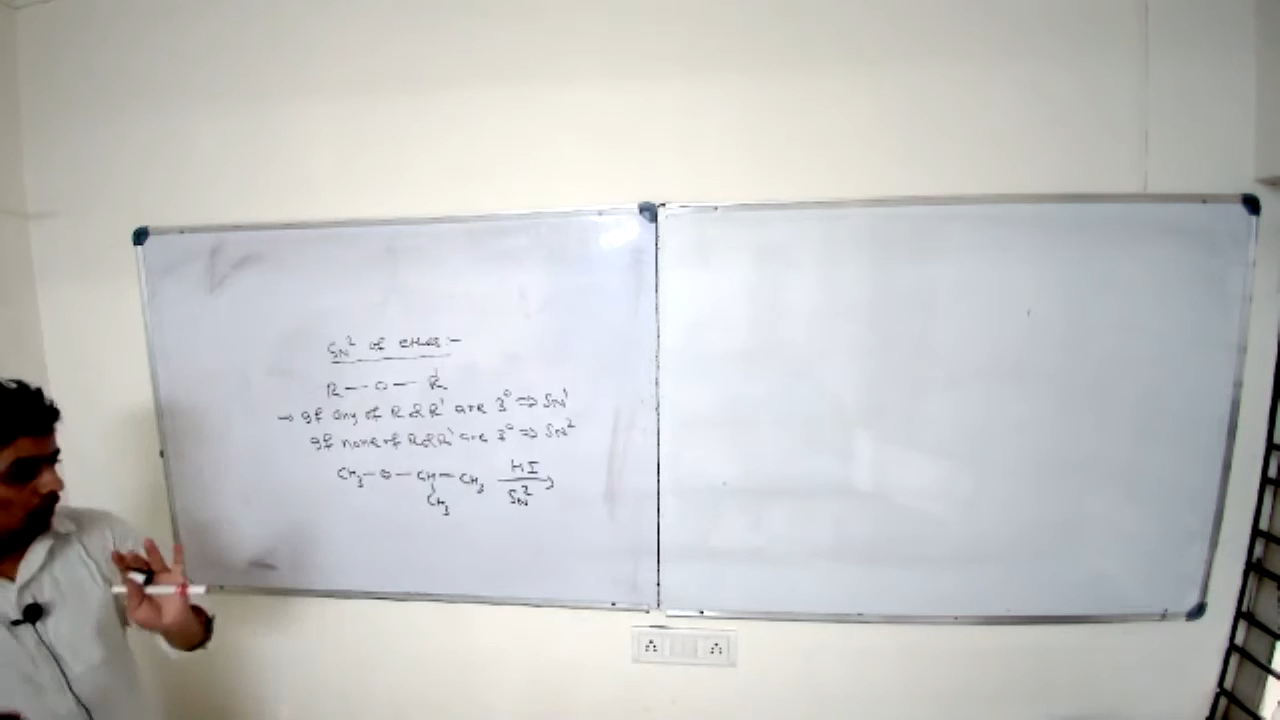 SN² of ethers:-
R — O — R'
→ If any of R & R' are 3° ⇒ SN¹
If none of R & R' are 3° ⇒ SN²
CH₃—O—CH—CH₃ HI
CH₃ SN²